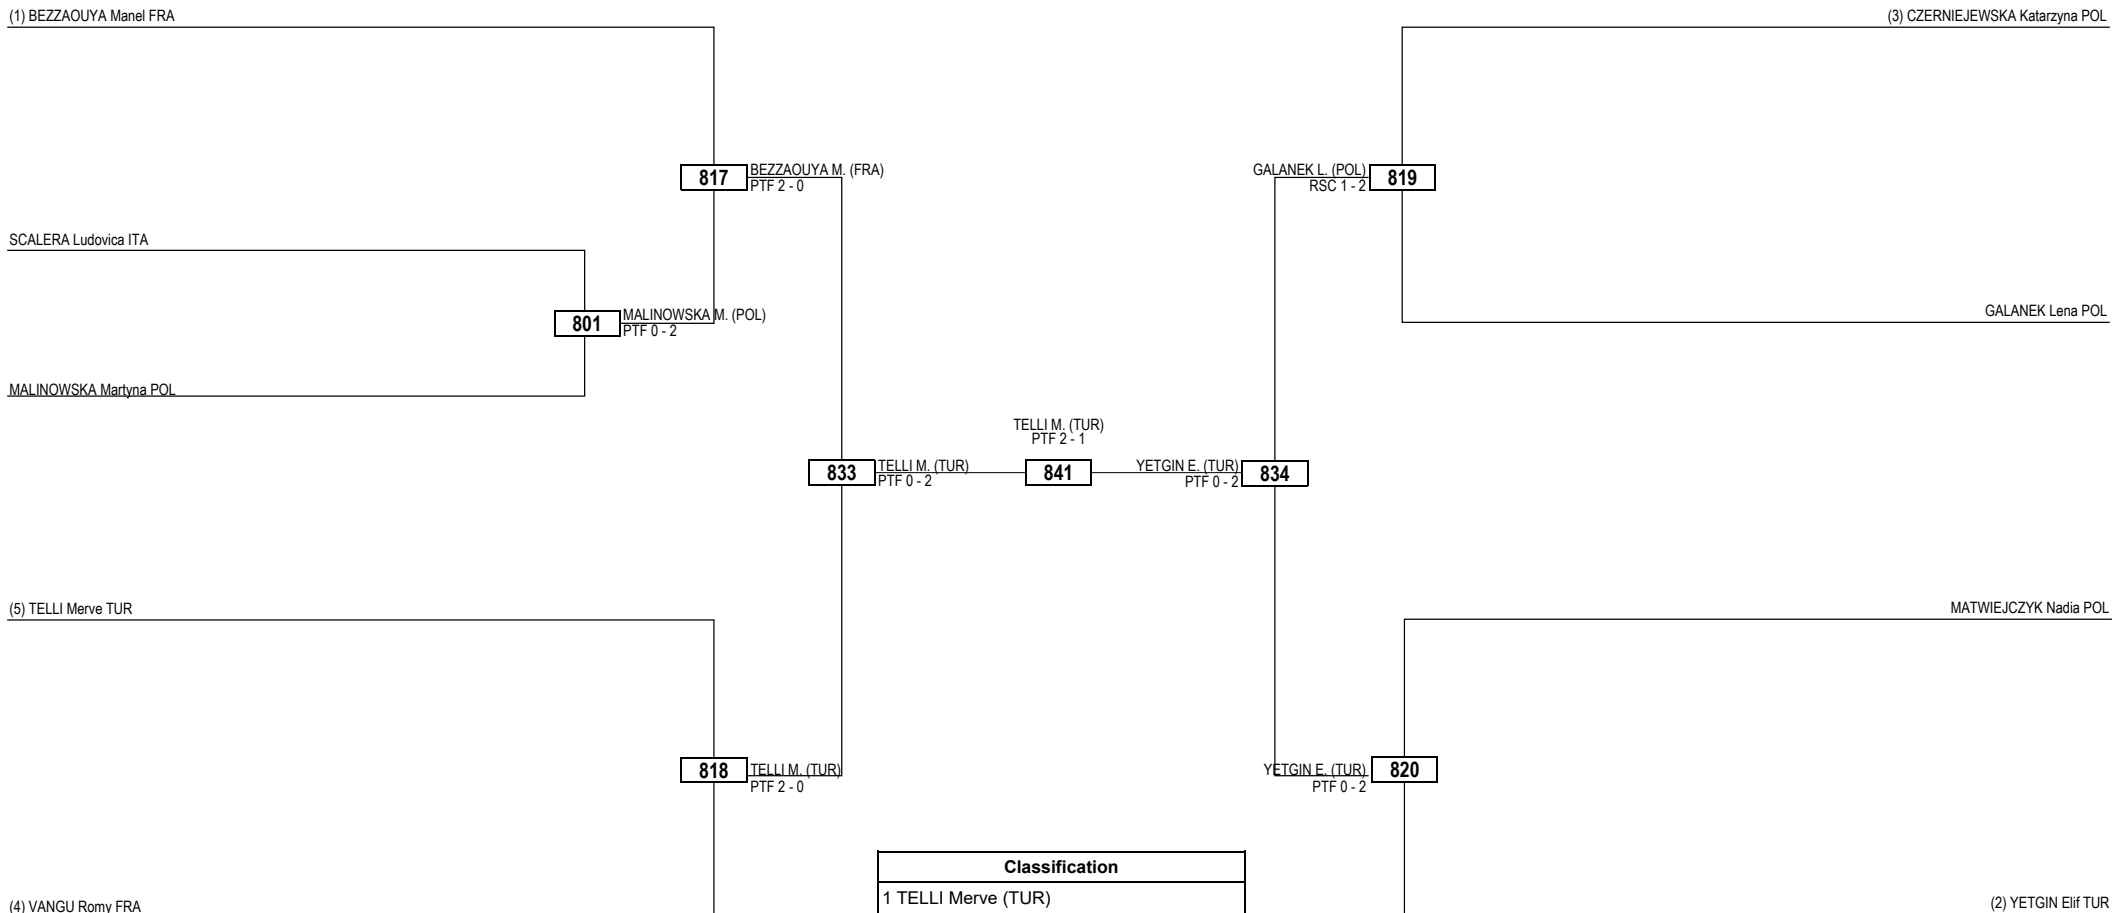 (1) BEZZAOUYA Manel FRA
(3) CZERNIEJEWSKA Katarzyna POL
817
BEZZAOUYA M. (FRA)
PTF 2 - 0
GALANEK L. (POL)
RSC 1 - 2
819
SCALERA Ludovica ITA
801
MALINOWSKA M. (POL)
PTF 0 - 2
GALANEK Lena POL
MALINOWSKA Martyna POL
TELLI M. (TUR)
PTF 2 - 1
833
TELLI M. (TUR)
PTF 0 - 2
841
YETGIN E. (TUR)
PTF 0 - 2
834
(5) TELLI Merve TUR
MATWIEJCZYK Nadia POL
818
TELLI M. (TUR)
PTF 2 - 0
YETGIN E. (TUR)
PTF 0 - 2
820
Classification
1 TELLI Merve (TUR)
(4) VANGU Romy FRA
(2) YETGIN Elif TUR